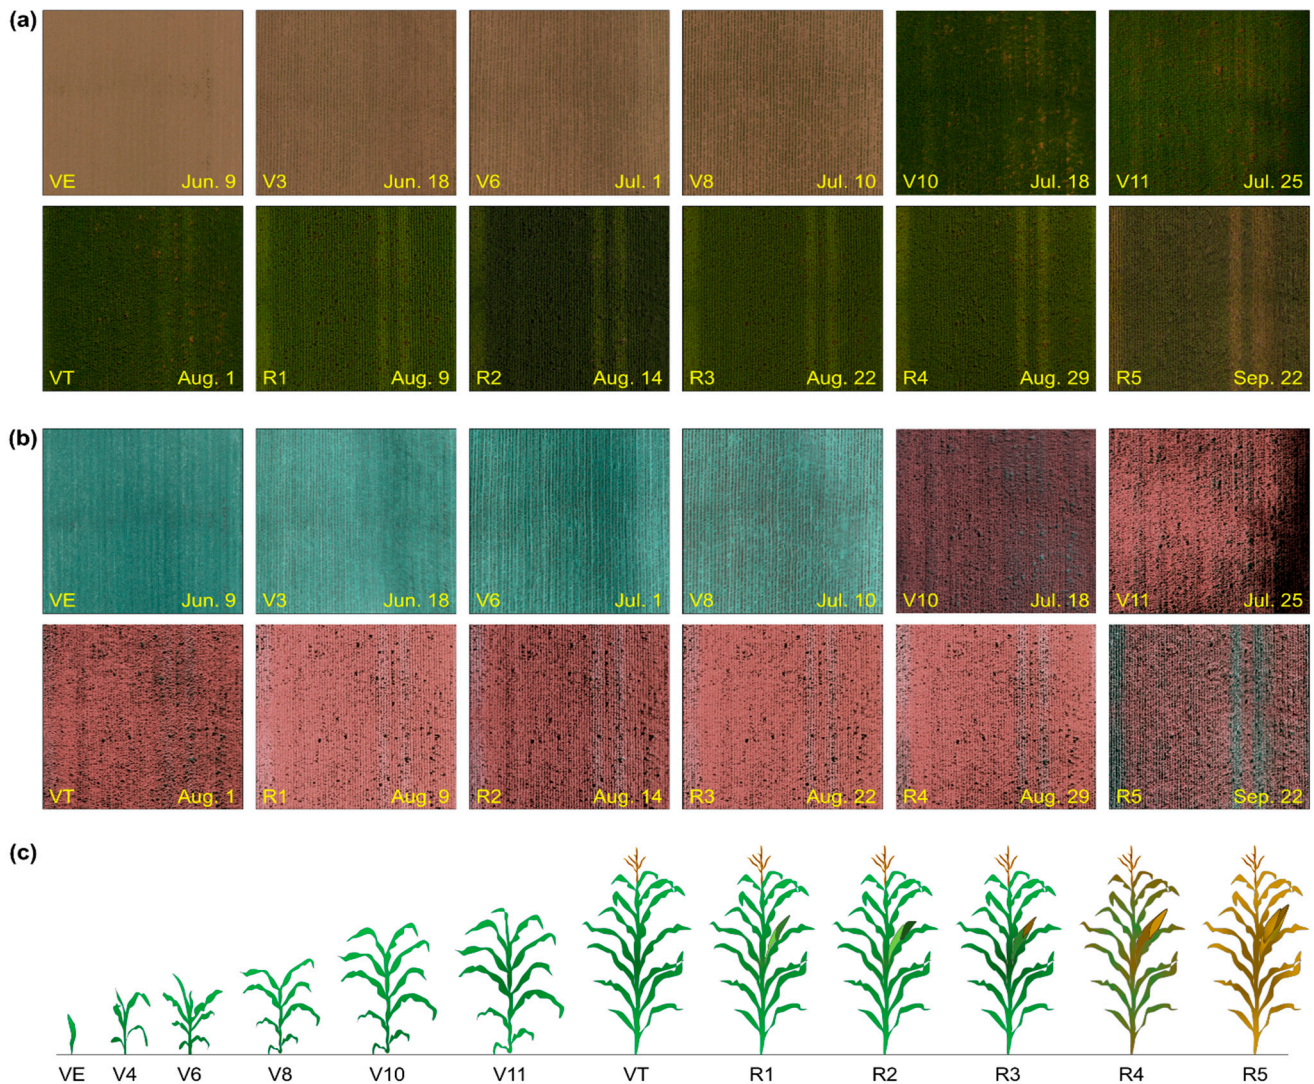 (a)
VE Jun. 9
V3 Jun. 18
V6 Jul. 1
V8 Jul. 10
V10 Jul. 18
V11 Jul. 25
VT Aug. 1
R1 Aug. 9
R2 Aug. 14
R3 Aug. 22
R4 Aug. 29
R5 Sep. 22
(b)
VE Jun. 9
V3 Jun. 18
V6 Jul. 1
V8 Jul. 10
V10 Jul. 18
V11 Jul. 25
VT Aug. 1
R1 Aug. 9
R2 Aug. 14
R3 Aug. 22
R4 Aug. 29
R5 Sep. 22
(c)
VE V4 V6 V8 V10 V11 VT R1 R2 R3 R4 R5